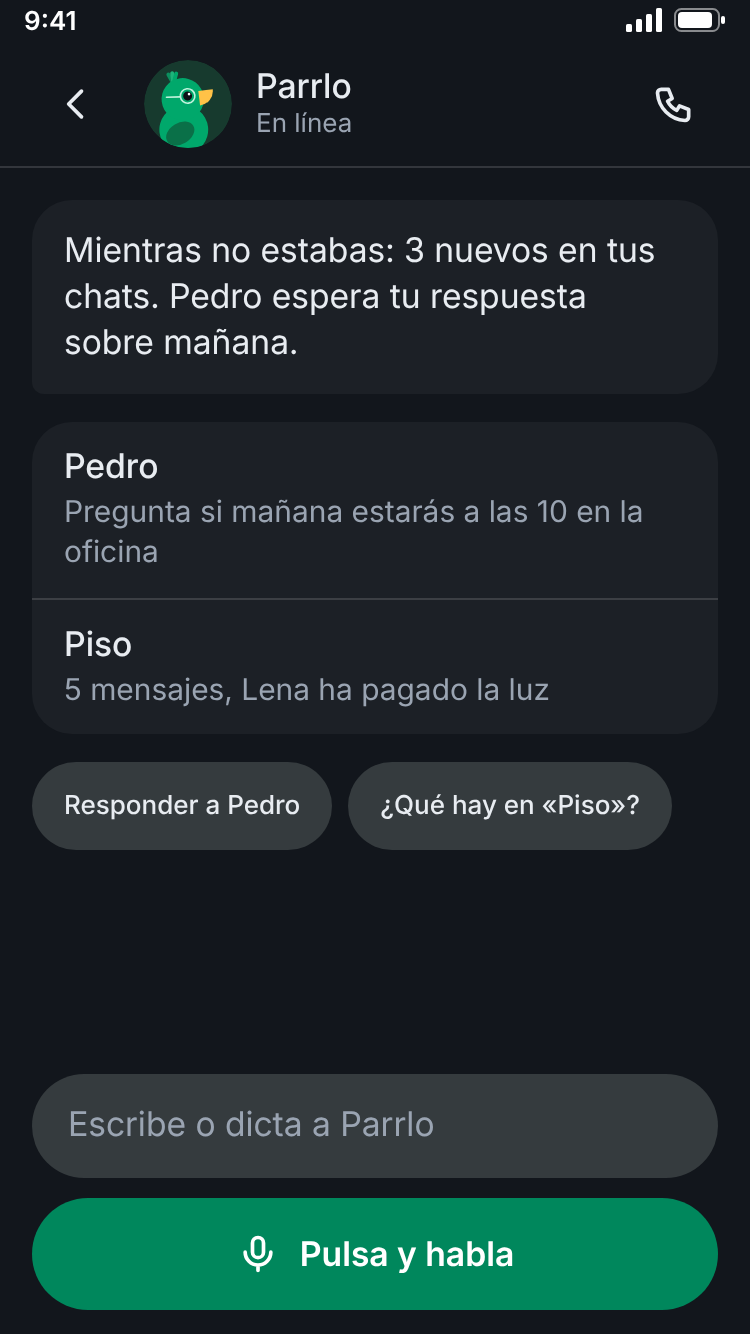 9:41
Parrlo
En línea
Mientras no estabas: 3 nuevos en tus
chats. Pedro espera tu respuesta
sobre mañana.
Pedro
Pregunta si mañana estarás a las 10 en la
oficina
Piso
5 mensajes, Lena ha pagado la luz
Responder a Pedro
¿Qué hay en «Piso»?
Escribe o dicta a Parrlo
Pulsa y habla